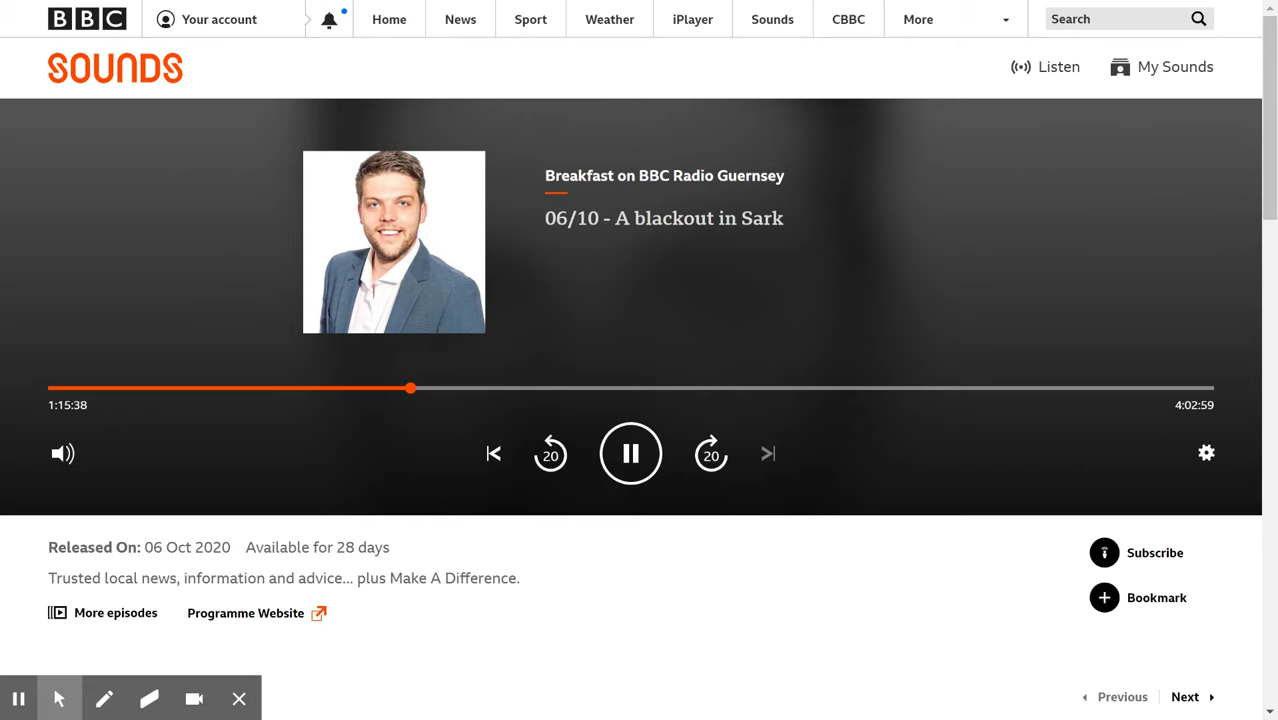 BBC Your account Home News Sport Weather iPlayer Sounds CBBC More Search
SOUNDS Listen My Sounds
Breakfast on BBC Radio Guernsey
06/10 - A blackout in Sark
1:15:38 4:02:59
20 20
Released On: 06 Oct 2020 Available for 28 days
Subscribe
Trusted local news, information and advice... plus Make A Difference.
Bookmark
More episodes Programme Website
Previous Next